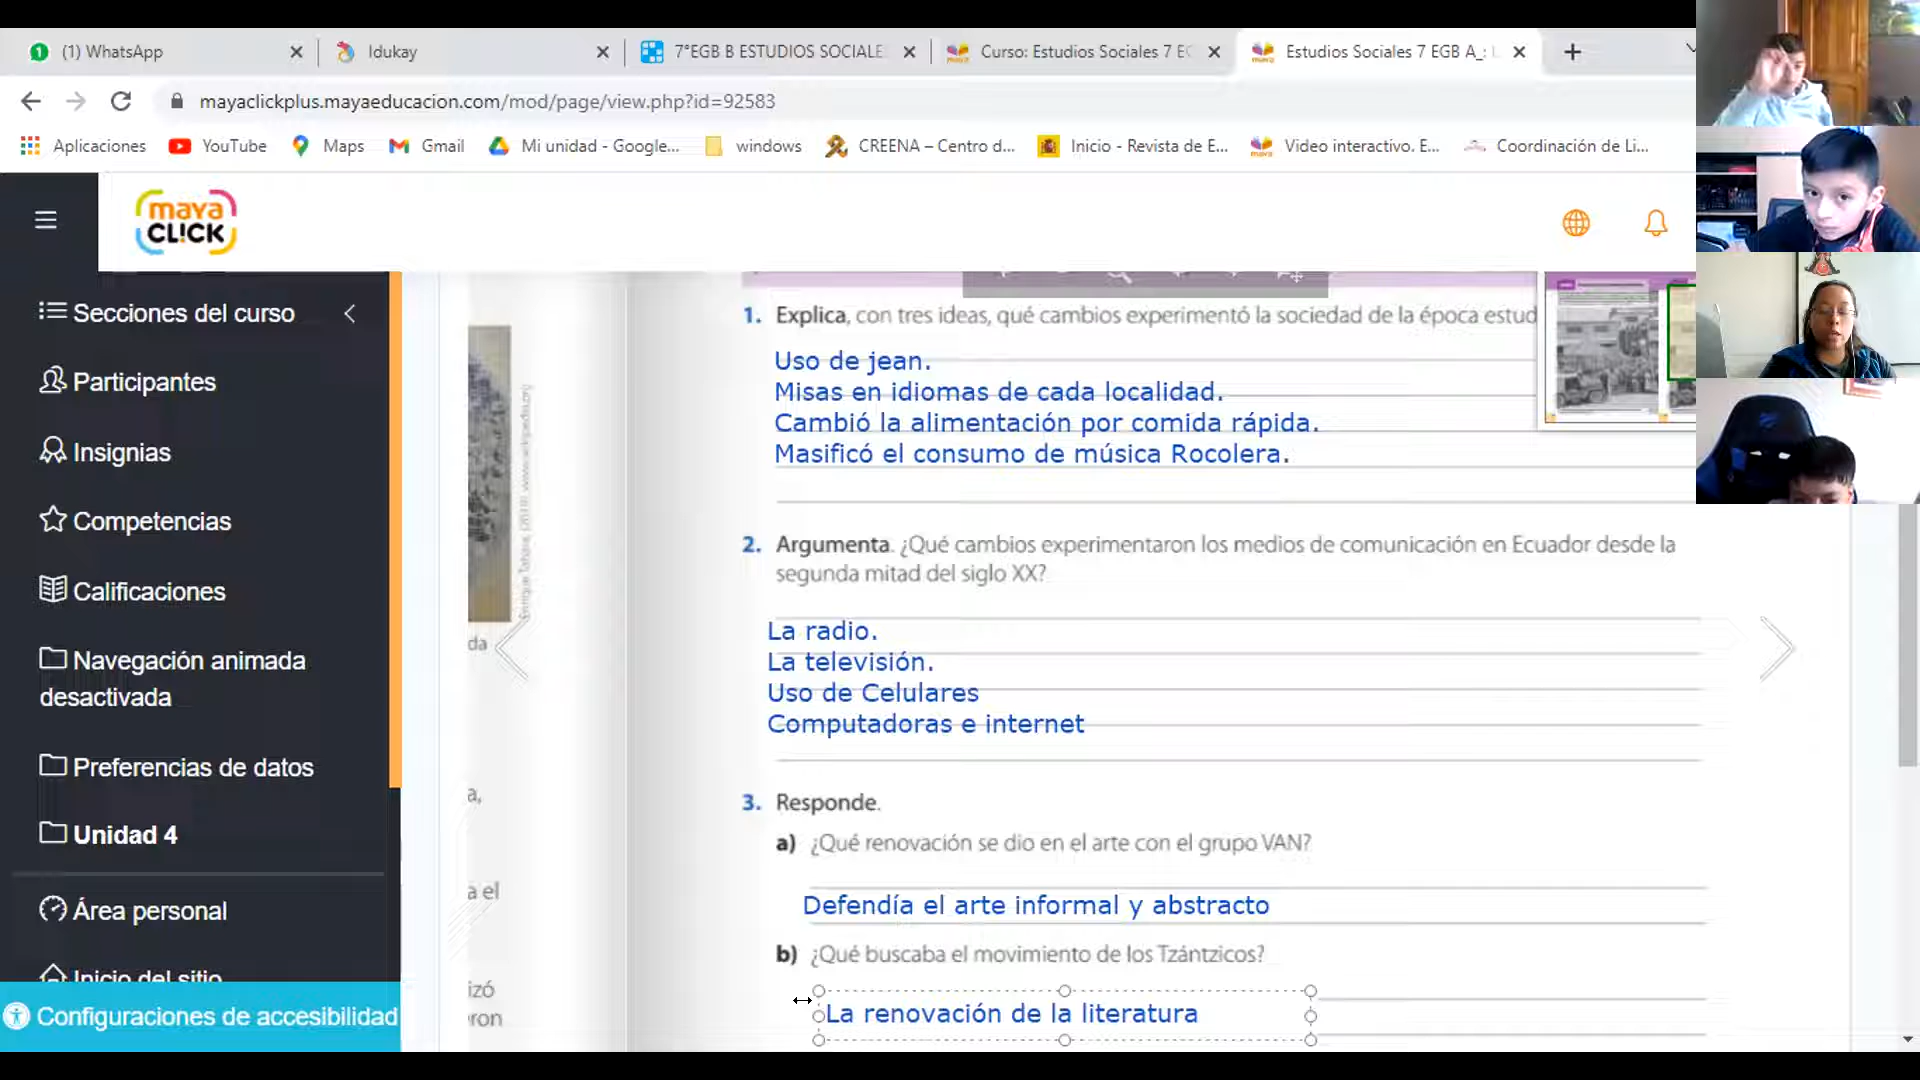 (1) WhatsApp
Idukay
7°EGB B ESTUDIOS SOCIALE
Curso: Estudios Sociales 7 EG
Estudios Sociales 7 EGB A_:
mayaclickplus.mayaeducacion.com/mod/page/view.php?id=92583
Aplicaciones
YouTube
Maps
Gmail
Mi unidad - Google...
windows
CREENA – Centro d...
Inicio - Revista de E...
Video interactivo. E...
Coordinación de Li...
maya
CL!CK
Secciones del curso
Participantes
Insignias
Competencias
Calificaciones
Navegación animada
desactivada
Preferencias de datos
Unidad 4
Área personal
Inicio del sitio
Configuraciones de accesibilidad
da
a,
a el
izó
eron
1. Explica, con tres ideas, qué cambios experimentó la sociedad de la época estud
Uso de jean.
Misas en idiomas de cada localidad.
Cambió la alimentación por comida rápida.
Masificó el consumo de música Rocolera.
2. Argumenta. ¿Qué cambios experimentaron los medios de comunicación en Ecuador desde la
segunda mitad del siglo XX?
La radio.
La televisión.
Uso de Celulares
Computadoras e internet
3. Responde.
a) ¿Qué renovación se dio en el arte con el grupo VAN?
Defendía el arte informal y abstracto
b) ¿Qué buscaba el movimiento de los Tzántzicos?
La renovación de la literatura